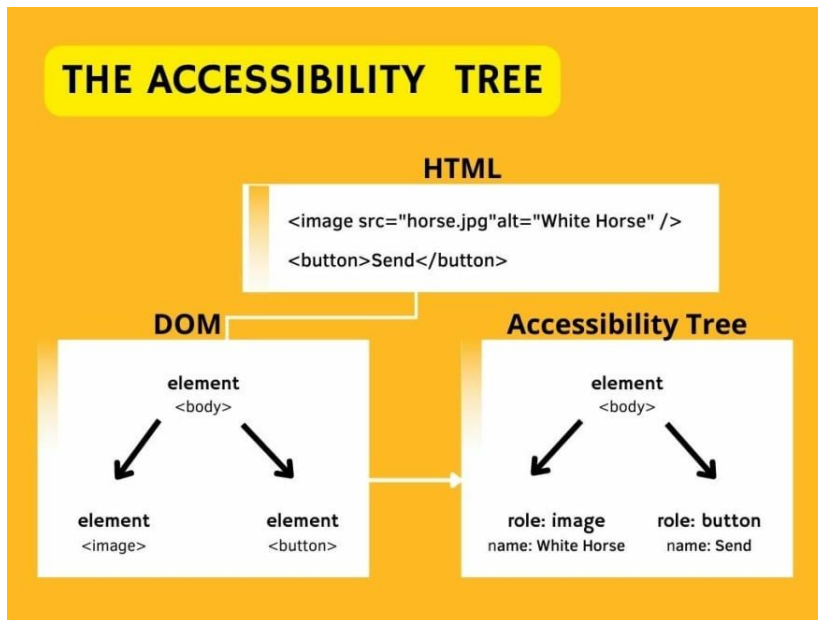 THE ACCESSIBILITY TREE
HTML
<image src="horse.jpg"alt="White Horse" />
<button>Send</button>
DOM
element
<body>
element
<image>
element
<button>
Accessibility Tree
element
<body>
role: image
name: White Horse
role: button
name: Send